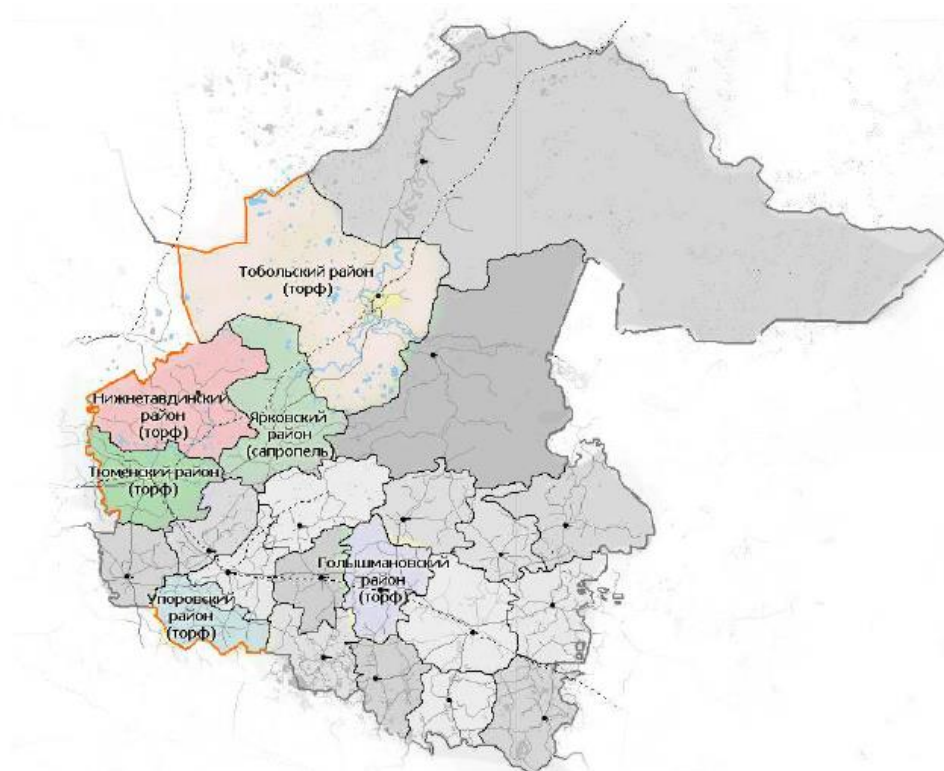 Тобольский район
(торф)
Нижнетавдинский
район
(торф)
Ярковский
район
(сапропель)
Тюменский район
(торф)
Голышмановский
район
(торф)
Упоровский
район
(торф)